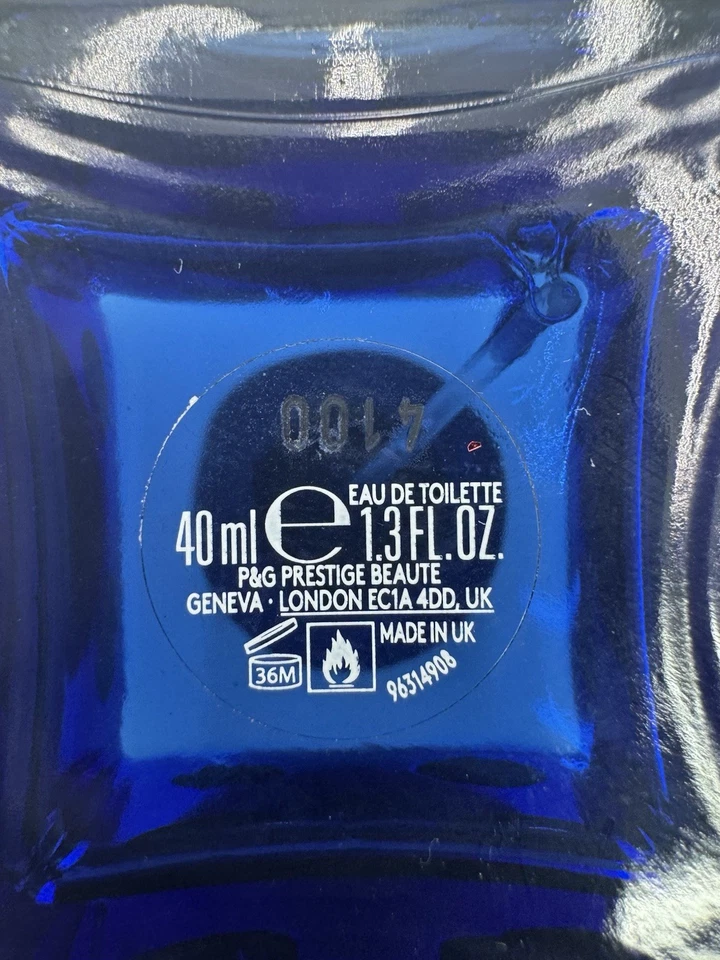 4100
EAU DE TOILETTE
40 ml e 1.3 FL. OZ.
P&G PRESTIGE BEAUTE
GENEVA · LONDON EC1A 4DD, UK
36M
MADE IN UK
96314908